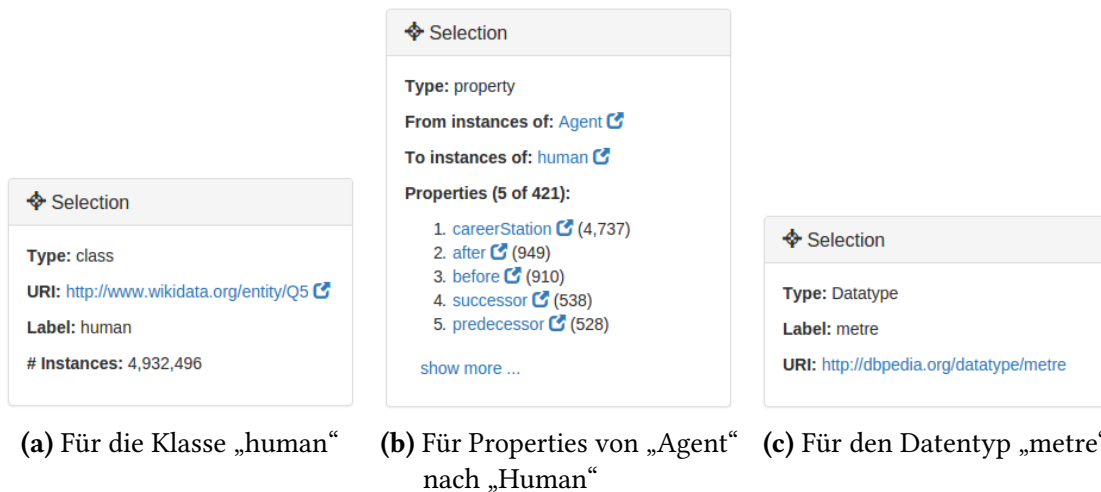 Selection
Type: class
URI: http://www.wikidata.org/entity/Q5
Label: human
# Instances: 4,932,496
(a) Für die Klasse „human“
Selection
Type: property
From instances of: Agent
To instances of: human
Properties (5 of 421):
1. careerStation (4,737)
2. after (949)
3. before (910)
4. successor (538)
5. predecessor (528)
show more ...
(b) Für Properties von „Agent“
nach „Human“
Selection
Type: Datatype
Label: metre
URI: http://dbpedia.org/datatype/metre
(c) Für den Datentyp „metre“